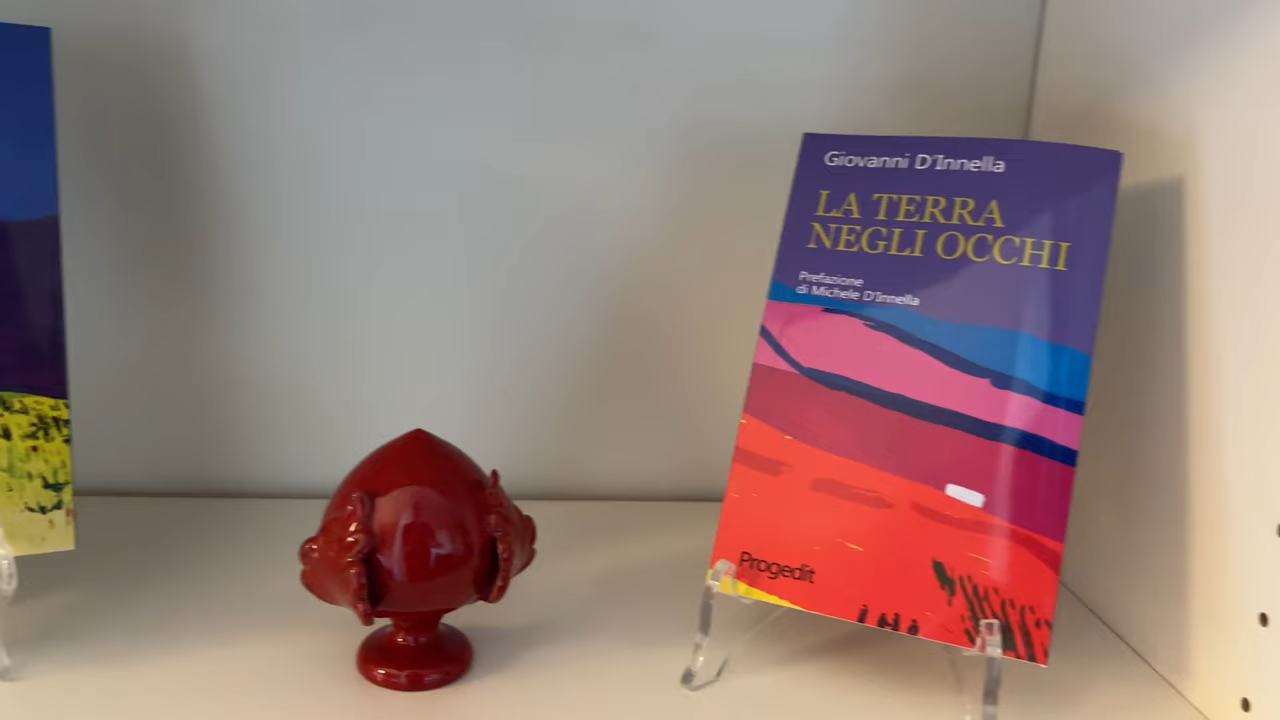 Giovanni D'Innella
LA TERRA
NEGLI OCCHI
Prefazione
di Michele D'Innella
Progedit